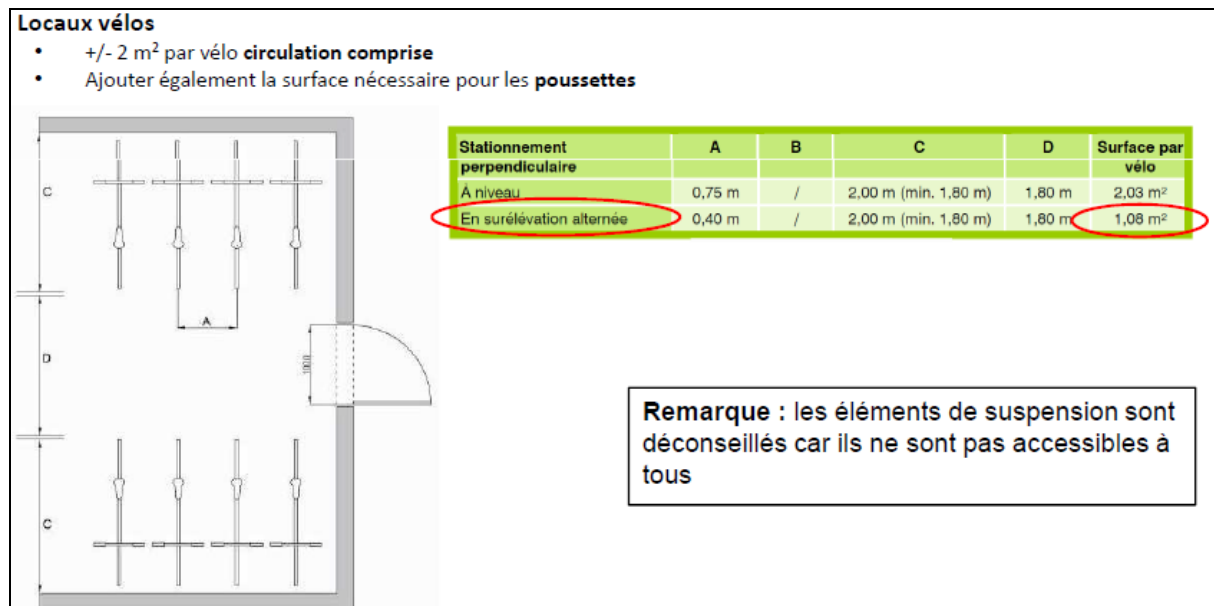 Locaux vélos
• +/- 2 m² par vélo circulation comprise
• Ajouter également la surface nécessaire pour les poussettes
Stationnement perpendiculaire A B C D Surface par vélo
À niveau 0,75 m / 2,00 m (min. 1,80 m) 1,80 m 2,03 m²
En surélévation alternée 0,40 m / 2,00 m (min. 1,80 m) 1,80 m 1,08 m²
C
A
D
100.0
C
Remarque : les éléments de suspension sont
déconseillés car ils ne sont pas accessibles à
tous